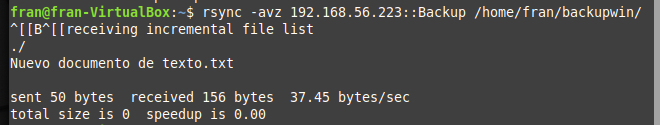 fran@fran-VirtualBox:~$ rsync -avz 192.168.56.223::Backup /home/fran/backupwin/
^[[B^[[receiving incremental file list
./
Nuevo documento de texto.txt

sent 50 bytes  received 156 bytes  37.45 bytes/sec
total size is 0  speedup is 0.00